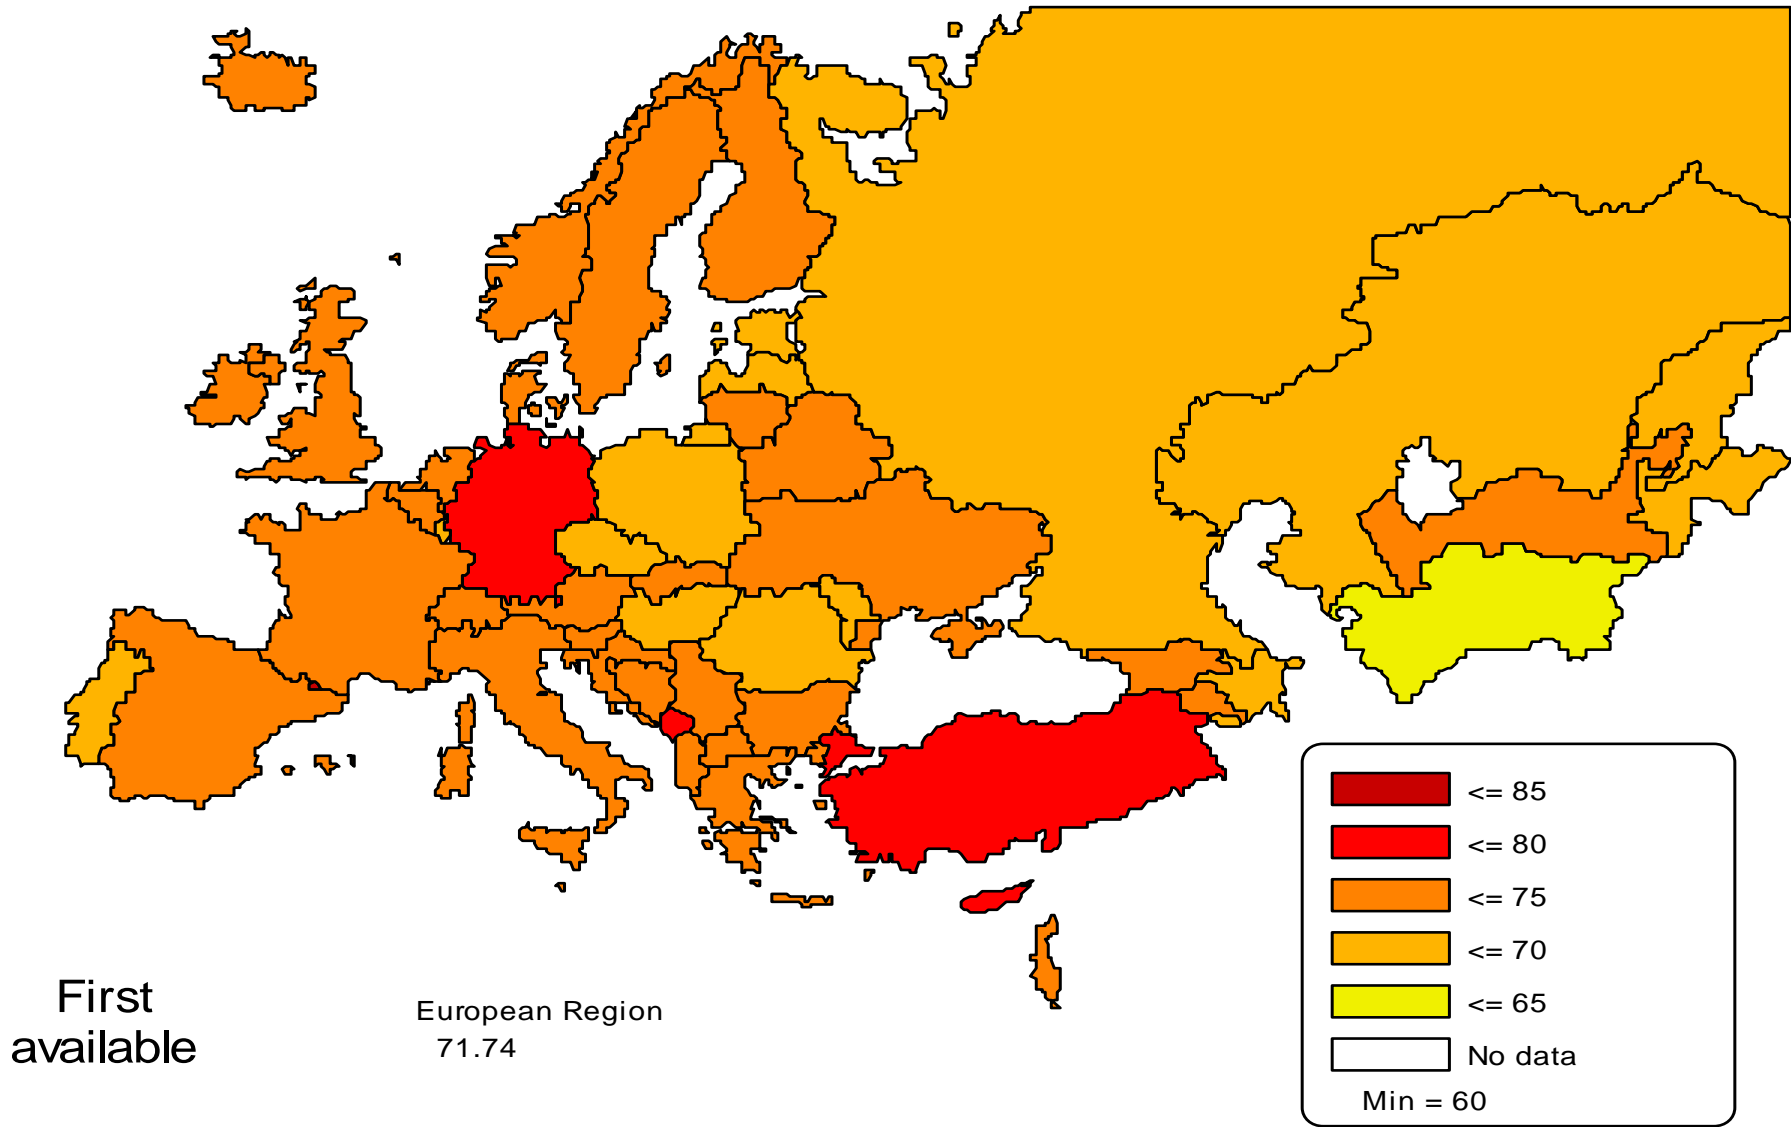 <= 85
<= 80
<= 75
<= 70
<= 65
No data
Min = 60
First
available
European Region
71.74